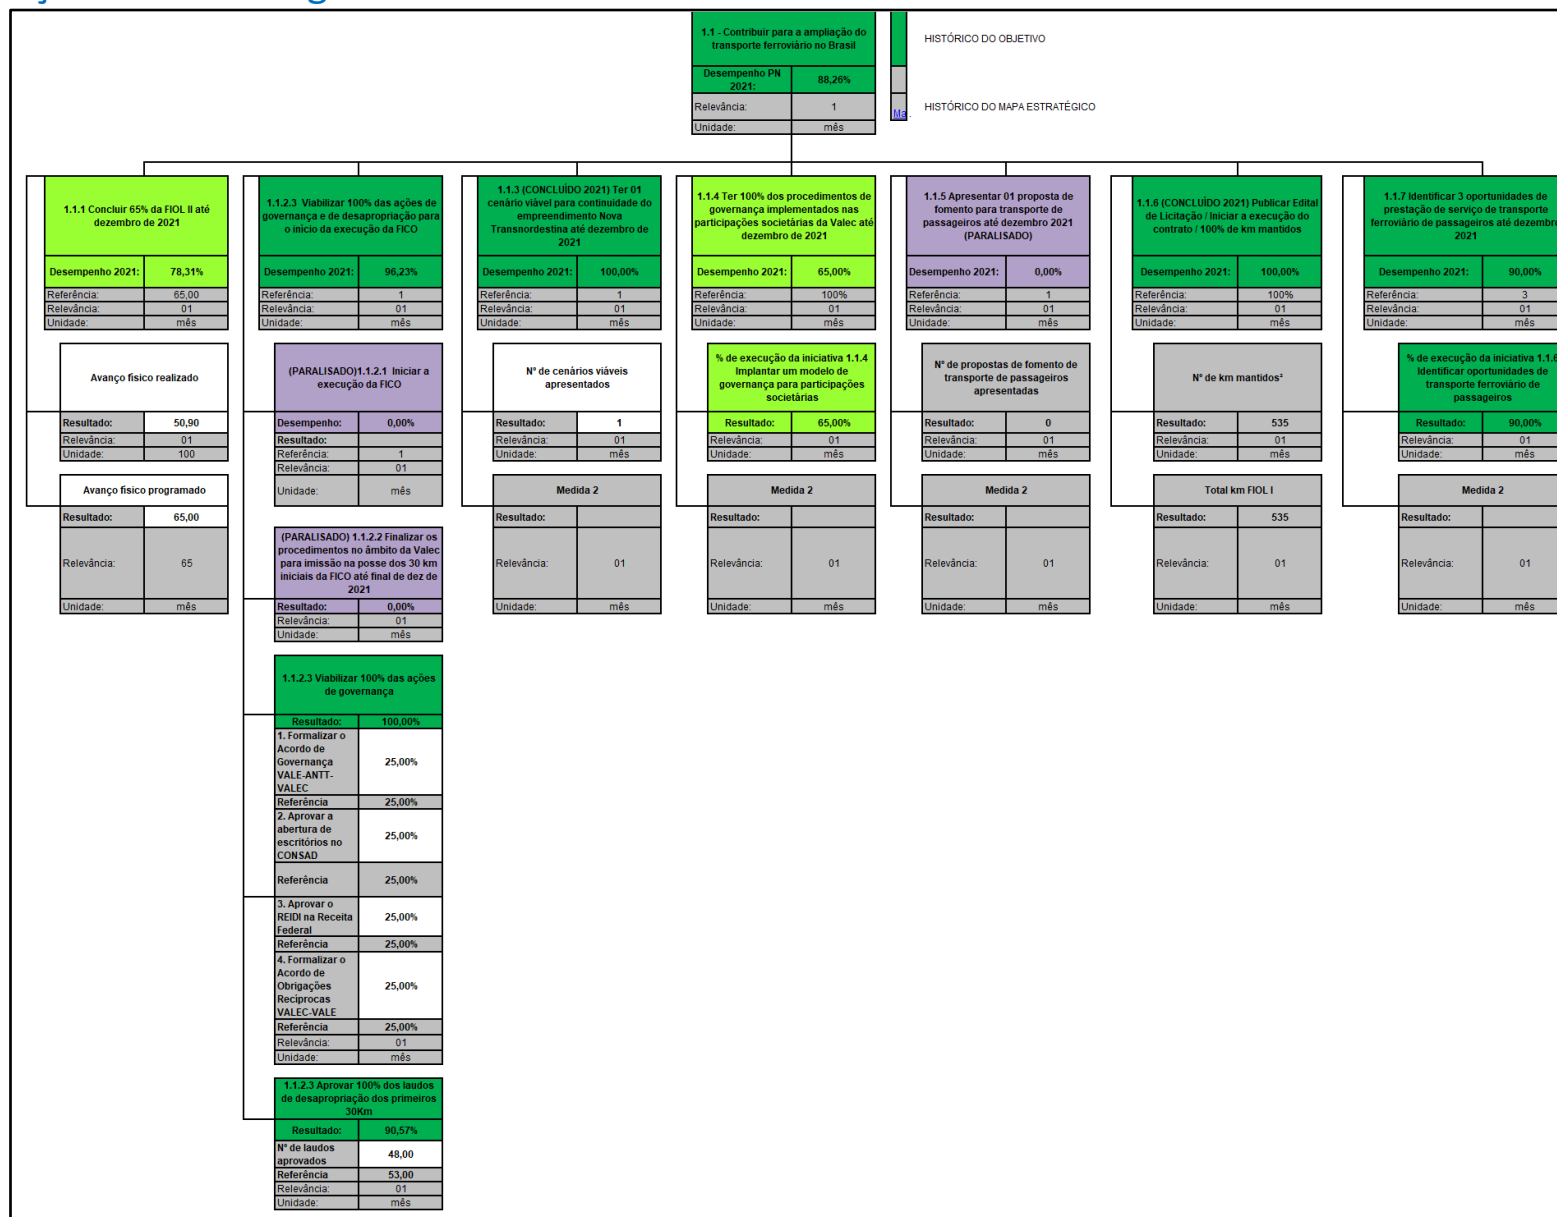 1.1 - Contribuir para a ampliação do
transporte ferroviário no Brasil
Desempenho PN
2021:
88,26%
Relevância:
1
Unidade:
mês
HISTÓRICO DO OBJETIVO
HISTÓRICO DO MAPA ESTRATÉGICO
Ma
1.1.1 Concluir 65% da FIOL II até
dezembro de 2021
Desempenho 2021:
78,31%
Referência:
65,00
Relevância:
01
Unidade:
mês
Avanço físico realizado
Resultado:
50,90
Relevância:
01
Unidade:
100
Avanço físico programado
Resultado:
65,00
Relevância:
65
Unidade:
mês
1.1.2.3 Viabilizar 100% das ações de
governança e de desapropriação para
o início da execução da FICO
Desempenho 2021:
96,23%
Referência:
1
Relevância:
01
Unidade:
mês
(PARALISADO)1.1.2.1 Iniciar a
execução da FICO
Desempenho:
0,00%
Resultado:
Referência:
1
Relevância:
01
Unidade:
mês
(PARALISADO) 1.1.2.2 Finalizar os
procedimentos no âmbito da Valec
para imissão na posse dos 30 km
iniciais da FICO até final de dez de
2021
Resultado:
0,00%
Relevância:
01
Unidade:
mês
1.1.2.3 Viabilizar 100% das ações
de governança
Resultado:
100,00%
1. Formalizar o
Acordo de
Governança
VALE-ANTT-
VALEC
25,00%
Referência
25,00%
2. Aprovar a
abertura de
escritórios no
CONSAD
25,00%
Referência
25,00%
3. Aprovar o
REIDI na Receita
Federal
25,00%
Referência
25,00%
4. Formalizar o
Acordo de
Obrigações
Recíprocas
VALEC-VALE
25,00%
Referência
25,00%
Relevância:
01
Unidade:
mês
1.1.2.3 Aprovar 100% dos laudos
de desapropriação dos primeiros
30Km
Resultado:
90,57%
Nº de laudos
aprovados
48,00
Referência
53,00
Relevância:
01
Unidade:
mês
1.1.3 (CONCLUÍDO 2021) Ter 01
cenário viável para continuidade do
empreendimento Nova
Transnordestina até dezembro de
2021
Desempenho 2021:
100,00%
Referência:
1
Relevância:
01
Unidade:
mês
Nº de cenários viáveis
apresentados
Resultado:
1
Relevância:
01
Unidade:
mês
Medida 2
Resultado:
Relevância:
01
Unidade:
mês
1.1.4 Ter 100% dos procedimentos de
governança implementados nas
participações societárias da Valec até
dezembro de 2021
Desempenho 2021:
65,00%
Referência:
100%
Relevância:
01
Unidade:
mês
% de execução da iniciativa 1.1.4
Implantar um modelo de
governança para participações
societárias
Resultado:
65,00%
Relevância:
01
Unidade:
mês
Medida 2
Resultado:
Relevância:
01
Unidade:
mês
1.1.5 Apresentar 01 proposta de
fomento para transporte de
passageiros até dezembro 2021
(PARALISADO)
Desempenho 2021:
0,00%
Referência:
1
Relevância:
01
Unidade:
mês
Nº de propostas de fomento de
transporte de passageiros
apresentadas
Resultado:
0
Relevância:
01
Unidade:
mês
Medida 2
Resultado:
Relevância:
01
Unidade:
mês
1.1.6 (CONCLUÍDO 2021) Publicar Edital
de Licitação / Iniciar a execução do
contrato / 100% de km mantidos
Desempenho 2021:
100,00%
Referência:
100%
Relevância:
01
Unidade:
mês
Nº de km mantidos²
Resultado:
535
Relevância:
01
Unidade:
mês
Total km FIOL I
Resultado:
535
Relevância:
01
Unidade:
mês
1.1.7 Identificar 3 oportunidades de
prestação de serviço de transporte
ferroviário de passageiros até dezembro
2021
Desempenho 2021:
90,00%
Referência:
3
Relevância:
01
Unidade:
mês
% de execução da iniciativa 1.1.6
Identificar oportunidades de
transporte ferroviário de
passageiros
Resultado:
90,00%
Relevância:
01
Unidade:
mês
Medida 2
Resultado:
Relevância:
01
Unidade:
mês